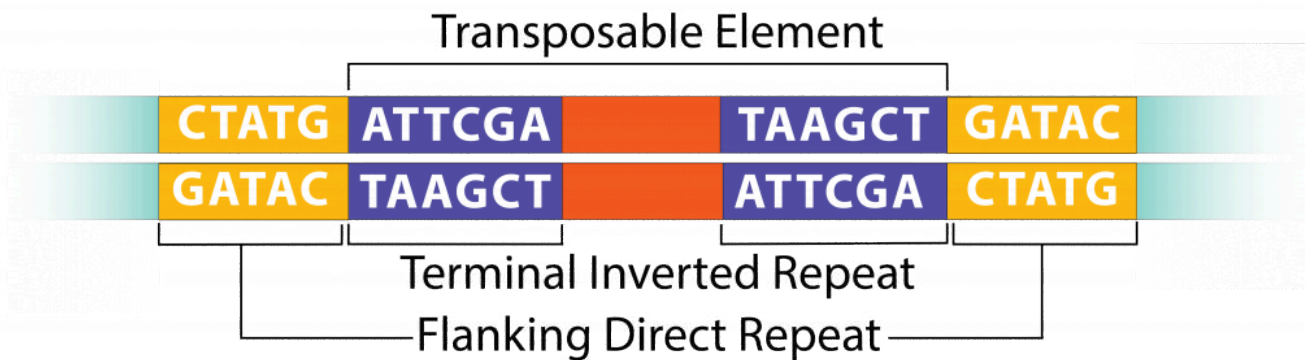 Transposable Element
CTATG ATTCGA TAAGCT GATAC
GATAC TAAGCT ATTCGA CTATG
Terminal Inverted Repeat
Flanking Direct Repeat